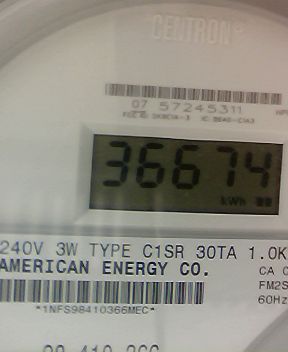 CENTRON®
07 57245311
36674
kWh
240V 3W TYPE C1SR 30TA 1.0K
AMERICAN ENERGY CO.
CA 0
FM2S
60Hz
*1NFS98410366MEC*